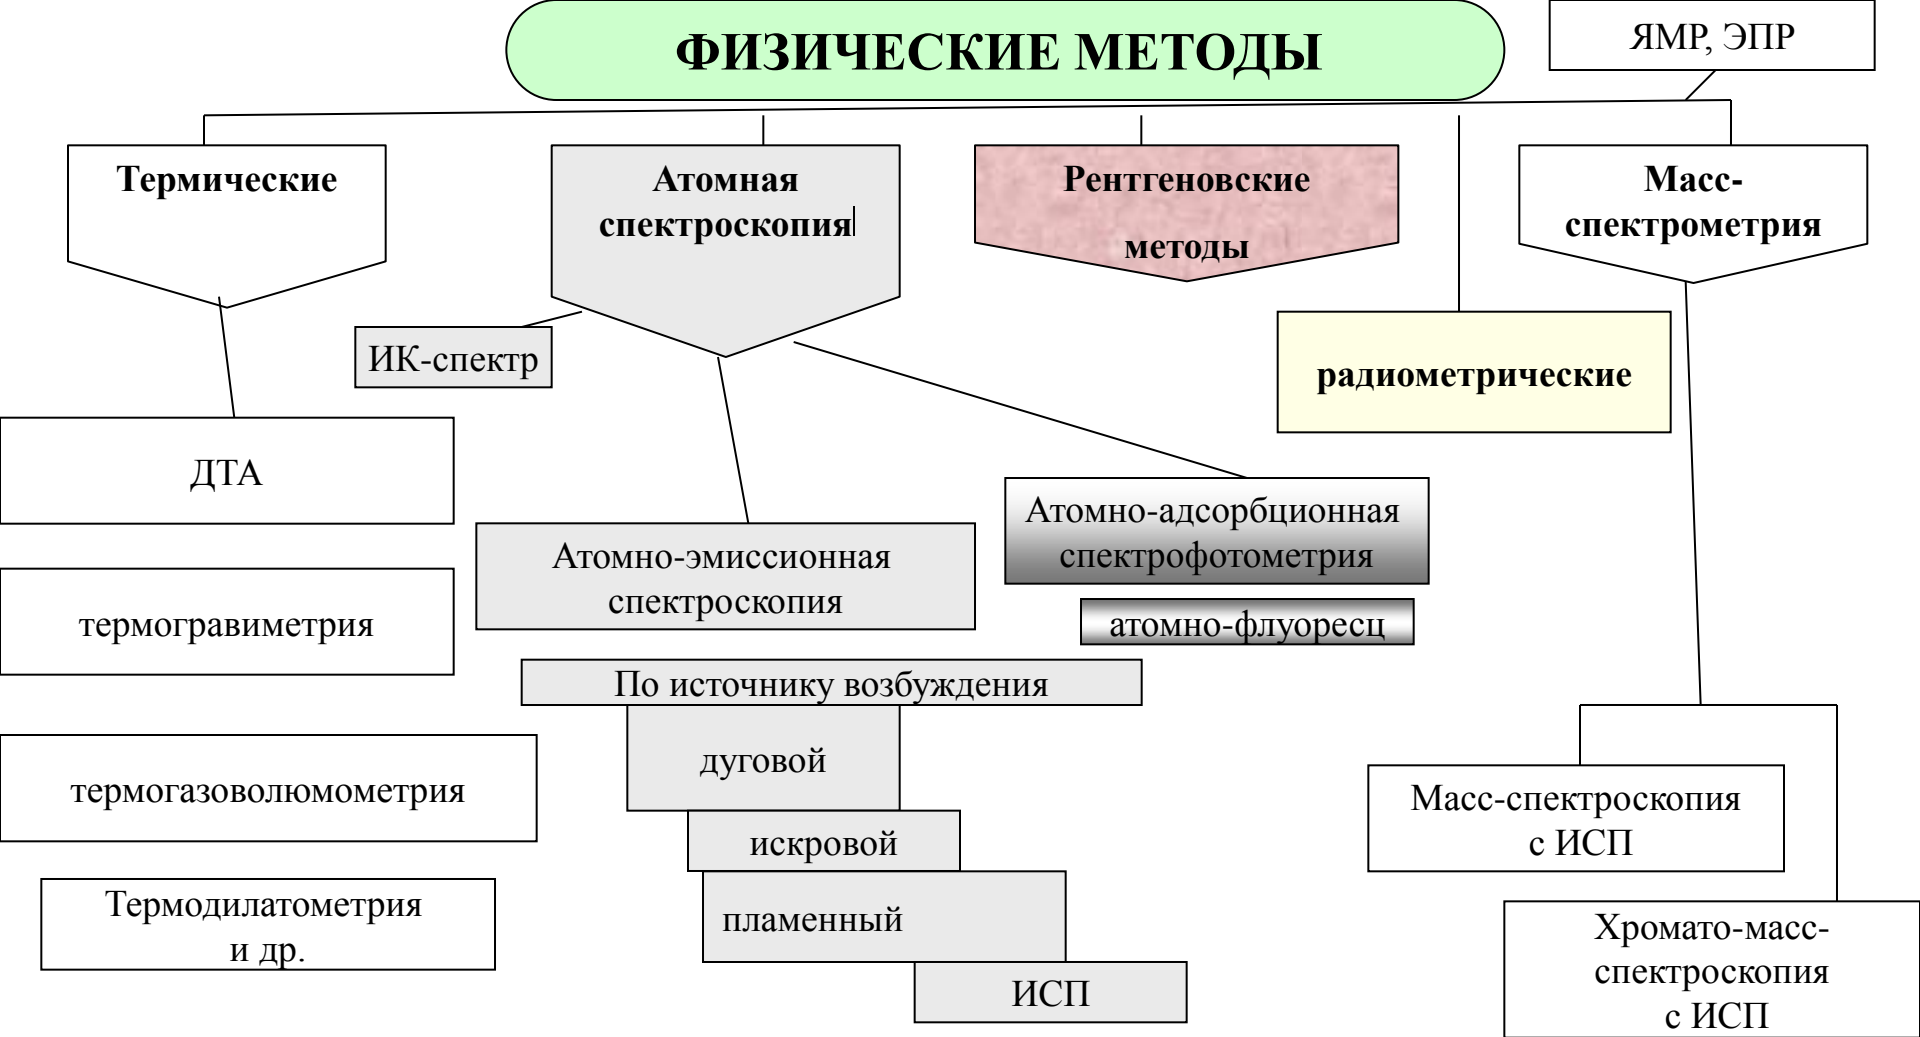 ФИЗИЧЕСКИЕ МЕТОДЫ
ЯМР, ЭПР
Термические
Атомная
спектроскопия
Рентгеновские
методы
Масс-
спектрометрия
ИК-спектр
радиометрические
ДТА
термогравиметрия
термогазоволюмометрия
Термодилатометрия
и др.
Атомно-эмиссионная
спектроскопия
Атомно-адсорбционная
спектрофотометрия
атомно-флуоресц
По источнику возбуждения
дуговой
искровой
пламенный
ИСП
Масс-спектроскопия
с ИСП
Хромато-масс-
спектроскопия
с ИСП